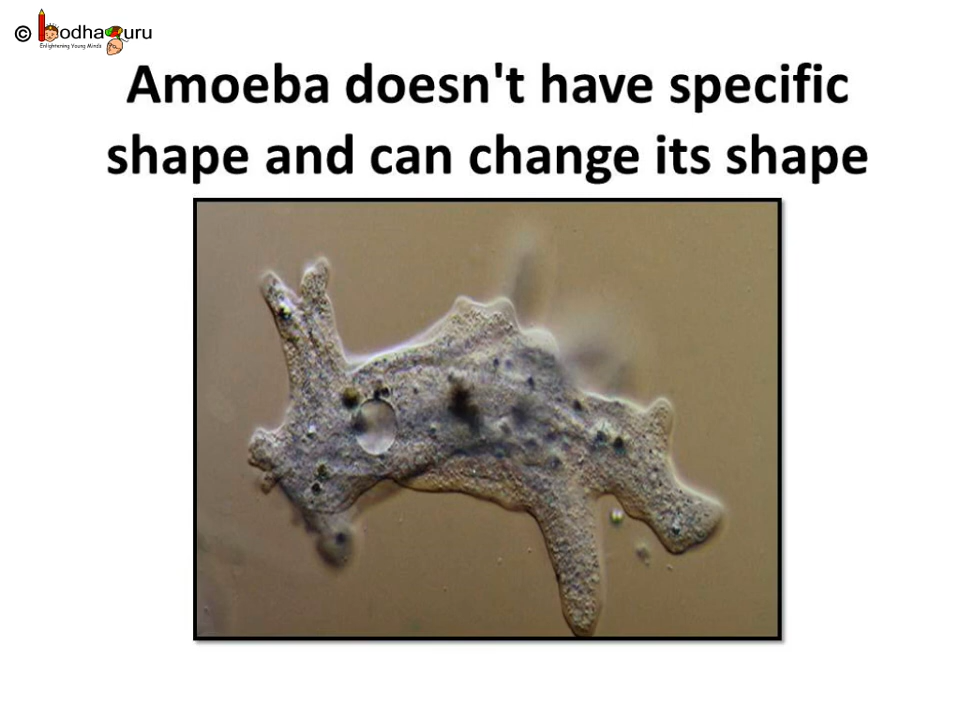 © BodhaGuru
Enlightening Young Minds
Amoeba doesn't have specific
shape and can change its shape